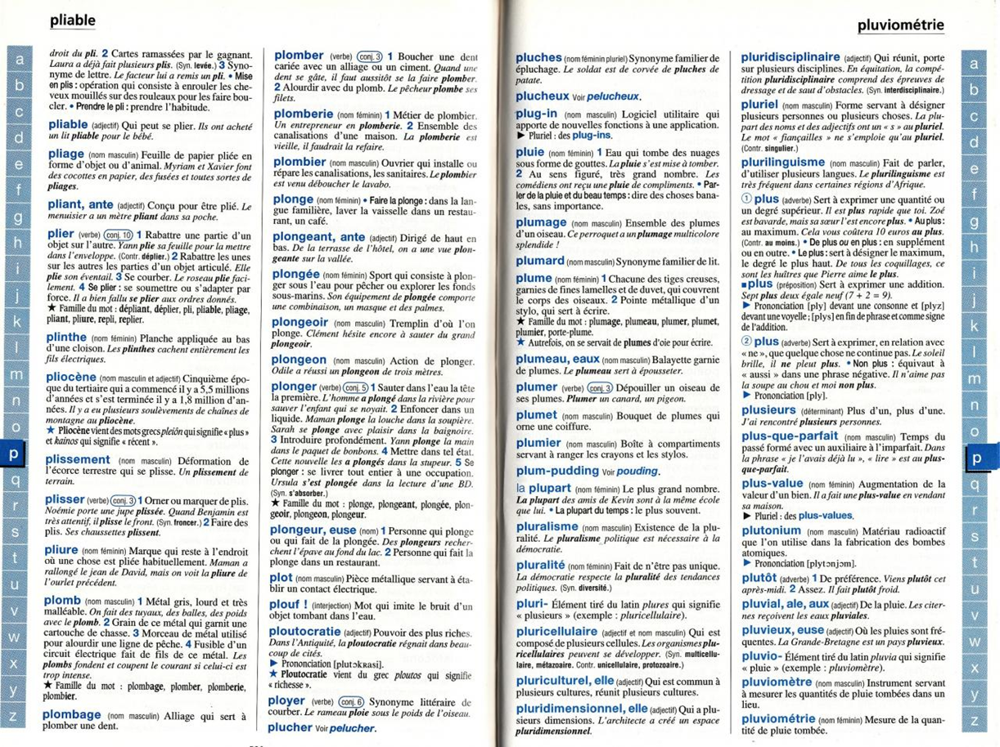 pliable
pluviométrie
a
b
c
d
e
f
g
h
i
j
k
l
m
n
o
p
q
r
s
t
u
v
w
x
y
z
droit du pli. 2 Cartes ramassées par le gagnant.
Laura a déjà fait plusieurs plis. (Syn. levée.) 3 Syno-
nyme de lettre. Le facteur lui a remis un pli. • Mise
en plis : opération qui consiste à enrouler les che-
veux mouillés sur des rouleaux pour les faire bou-
cler. • Prendre le pli : prendre l'habitude.
pliable (adjectif) Qui peut se plier. Ils ont acheté
un lit pliable pour le bébé.
pliage (nom masculin) Feuille de papier pliée en
forme d'objet ou d'animal. Myriam et Xavier font
des cocottes en papier, des fusées et toutes sortes de
pliages.
pliant, ante (adjectif) Conçu pour être plié. Le
menuisier a un mètre pliant dans sa poche.
plier (verbe) conj. 10 1 Rabattre une partie d'un
objet sur l'autre. Yann plie sa feuille pour la mettre
dans l'enveloppe. (Contr. déplier.) 2 Rabattre les unes
sur les autres les parties d'un objet articulé. Elle
plie son éventail. 3 Se courber. Le roseau plie faci-
lement. 4 Se plier : se soumettre ou s'adapter par
force. Il a bien fallu se plier aux ordres donnés.
★ Famille du mot : dépliant, déplier, pli, pliable, pliage,
pliant, pliure, repli, replier.
plinthe (nom féminin) Planche appliquée au bas
d'une cloison. Les plinthes cachent entièrement les
fils électriques.
pliocène (nom masculin et adjectif) Cinquième épo-
que du tertiaire qui a commencé il y a 5,5 millions
d'années et s'est terminée il y a 1,8 million d'an-
nées. Il y a eu plusieurs soulèvements de chaînes de
montagne au pliocène.
★ Pliocène vient des mots grecs pleiôn qui signifie « plus »
et kainos qui signifie « récent ».
plissement (nom masculin) Déformation de
l'écorce terrestre qui se plisse. Un plissement de
terrain.
plisser (verbe) conj. 3 1 Orner ou marquer de plis.
Noémie porte une jupe plissée. Quand Benjamin est
très attentif, il plisse le front. (Syn. froncer.) 2 Faire des
plis. Ses chaussettes plissent.
pliure (nom féminin) Marque qui reste à l'endroit
où une chose est pliée habituellement. Maman a
rallongé le jean de David, mais on voit la pliure de
l'ourlet précédent.
plomb (nom masculin) 1 Métal gris, lourd et très
malléable. On fait des tuyaux, des balles, des poids
avec le plomb. 2 Grain de ce métal qui garnit une
cartouche de chasse. 3 Morceau de métal utilisé
pour alourdir une ligne de pêche. 4 Fusible d'un
circuit électrique fait de fils de ce métal. Les
plombs fondent et coupent le courant si celui-ci est
trop intense.
★ Famille du mot : plombage, plomber, plomberie,
plombier.
plombage (nom masculin) Alliage qui sert à
plomber une dent.
plomber (verbe) conj. 3 1 Boucher une dent
cariée avec un alliage ou un ciment. Quand une
dent se gâte, il faut aussitôt se la faire plomber.
2 Alourdir avec du plomb. Le pêcheur plombe ses
filets.
plomberie (nom féminin) 1 Métier de plombier.
Un entrepreneur en plomberie. 2 Ensemble des
canalisations d'une maison. La plomberie est
vieille, il faudrait la refaire.
plombier (nom masculin) Ouvrier qui installe ou
répare les canalisations, les sanitaires. Le plombier
est venu déboucher le lavabo.
plonge (nom féminin) • Faire la plonge : dans la lan-
gue familière, laver la vaisselle dans un restau-
rant, un café.
plongeant, ante (adjectif) Dirigé de haut en
bas. De la terrasse de l'hôtel, on a une vue plon-
geante sur la vallée.
plongée (nom féminin) Sport qui consiste à plon-
ger sous l'eau pour pêcher ou explorer les fonds
sous-marins. Son équipement de plongée comporte
une combinaison, un masque et des palmes.
plongeoir (nom masculin) Tremplin d'où l'on
plonge. Clément hésite encore à sauter du grand
plongeoir.
plongeon (nom masculin) Action de plonger.
Odile a réussi un plongeon de trois mètres.
plonger (verbe) conj. 5 1 Sauter dans l'eau la tête
la première. L'homme a plongé dans la rivière pour
sauver l'enfant qui se noyait. 2 Enfoncer dans un
liquide. Maman plonge la louche dans la soupière.
Sarah se plonge avec plaisir dans la baignoire.
3 Introduire profondément. Yann plonge la main
dans le paquet de bonbons. 4 Mettre dans tel état.
Cette nouvelle les a plongés dans la stupeur. 5 Se
plonger : se livrer tout entier à une occupation.
Ursula s'est plongée dans la lecture d'une BD.
(Syn. s'absorber.)
★ Famille du mot : plonge, plongeant, plongée, plon-
geoir, plongeon, plongeur.
plongeur, euse (nom) 1 Personne qui plonge
ou qui fait de la plongée. Des plongeurs recher-
chent l'épave au fond du lac. 2 Personne qui fait la
plonge dans un restaurant.
plot (nom masculin) Pièce métallique servant à éta-
blir un contact électrique.
plouf ! (interjection) Mot qui imite le bruit d'un
objet tombant dans l'eau.
ploutocratie (adjectif) Pouvoir des plus riches.
Dans l'Antiquité, la ploutocratie régnait dans beau-
coup de cités.
▶ Prononciation [plutɔkʀasi].
★ Ploutocratie vient du grec ploutos qui signifie
« richesse ».
ployer (verbe) conj. 6 Synonyme littéraire de
courber. Le rameau ploie sous le poids de l'oiseau.
plucher Voir pelucher.
pluches (nom féminin pluriel) Synonyme familier de
épluchage. Le soldat est de corvée de pluches de
patate.
plucheux Voir pelucheux.
plug-in (nom masculin) Logiciel utilitaire qui
apporte de nouvelles fonctions à une application.
▶ Pluriel : des plug-ins.
pluie (nom féminin) 1 Eau qui tombe des nuages
sous forme de gouttes. La pluie s'est mise à tomber.
2 Au sens figuré, très grand nombre. Les
comédiens ont reçu une pluie de compliments. • Par-
ler de la pluie et du beau temps : dire des choses bana-
les, sans importance.
plumage (nom masculin) Ensemble des plumes
d'un oiseau. Ce perroquet a un plumage multicolore
splendide !
plumard (nom masculin) Synonyme familier de lit.
plume (nom féminin) 1 Chacune des tiges creuses,
garnies de fines lamelles et de duvet, qui couvrent
le corps des oiseaux. 2 Pointe métallique d'un
stylo, qui sert à écrire.
★ Famille du mot : plumage, plumeau, plumer, plumet,
plumier, porte-plume.
★ Autrefois, on se servait de plumes d'oie pour écrire.
plumeau, eaux (nom masculin) Balayette garnie
de plumes. Le plumeau sert à épousseter.
plumer (verbe) conj. 3 Dépouiller un oiseau de
ses plumes. Plumer un canard, un pigeon.
plumet (nom masculin) Bouquet de plumes qui
orne une coiffure.
plumier (nom masculin) Boîte à compartiments
servant à ranger les crayons et les stylos.
plum-pudding Voir pouding.
la plupart (nom féminin) Le plus grand nombre.
La plupart des amis de Kevin sont à la même école
que lui. • La plupart du temps : le plus souvent.
pluralisme (nom masculin) Existence de la plu-
ralité. Le pluralisme politique est nécessaire à la
démocratie.
pluralité (nom féminin) Fait de n'être pas unique.
La démocratie respecte la pluralité des tendances
politiques. (Syn. diversité.)
pluri- Élément tiré du latin plures qui signifie
« plusieurs » (exemple : pluricellulaire).
pluricellulaire (adjectif et nom masculin) Qui est
composé de plusieurs cellules. Les organismes plu-
ricellulaires peuvent se développer. (Syn. multicellu-
laire, métazoaire. Contr. unicellulaire, protozoaire.)
pluriculturel, elle (adjectif) Qui est commun à
plusieurs cultures, réunit plusieurs cultures.
pluridimensionnel, elle (adjectif) Qui a plu-
sieurs dimensions. L'architecte a créé un espace
pluridimensionnel.
pluridisciplinaire (adjectif) Qui réunit, porte
sur plusieurs disciplines. En équitation, la compé-
tition pluridisciplinaire comprend des épreuves de
dressage et de saut d'obstacles. (Syn. interdisciplinaire.)
pluriel (nom masculin) Forme servant à désigner
plusieurs personnes ou plusieurs choses. La plu-
part des noms et des adjectifs ont un « s » au pluriel.
Le mot « fiançailles » ne s'emploie qu'au pluriel.
(Contr. singulier.)
plurilinguisme (nom masculin) Fait de parler,
d'utiliser plusieurs langues. Le plurilinguisme est
très fréquent dans certaines régions d'Afrique.
① plus (adverbe) Sert à exprimer une quantité ou
un degré supérieur. Il est plus rapide que toi. Zoé
est bavarde, mais sa sœur l'est encore plus. • Au plus :
au maximum. Cela vous coûtera 10 euros au plus.
(Contr. au moins.) • De plus ou en plus : en supplément
ou en outre. • Le plus : sert à désigner le maximum,
le degré le plus haut. De tous les coquillages, ce
sont les huîtres que Pierre aime le plus.
■ plus (préposition) Sert à exprimer une addition.
Sept plus deux égale neuf (7 + 2 = 9).
▶ Prononciation [ply] devant une consonne et [plyz]
devant une voyelle ; [plys] en fin de phrase et comme signe
de l'addition.
② plus (adverbe) Sert à exprimer, en relation avec
« ne », que quelque chose ne continue pas. Le soleil
brille, il ne pleut plus. • Non plus : équivaut à
« aussi » dans une phrase négative. Il n'aime pas
la soupe au chou et moi non plus.
▶ Prononciation [ply].
plusieurs (déterminant) Plus d'un, plus d'une.
J'ai rencontré plusieurs personnes.
plus-que-parfait (nom masculin) Temps du
passé formé avec un auxiliaire à l'imparfait. Dans
la phrase « je l'avais déjà lu », « lire » est au plus-
que-parfait.
plus-value (nom féminin) Augmentation de la
valeur d'un bien. Il a fait une plus-value en vendant
sa maison.
▶ Pluriel : des plus-values.
plutonium (nom masculin) Matériau radioactif
que l'on utilise dans la fabrication des bombes
atomiques.
▶ Prononciation [plytɔnjɔm].
plutôt (adverbe) 1 De préférence. Viens plutôt cet
après-midi. 2 Assez. Il fait plutôt froid.
pluvial, ale, aux (adjectif) De la pluie. Les citer-
nes reçoivent les eaux pluviales.
pluvieux, euse (adjectif) Où les pluies sont fré-
quentes. La Grande-Bretagne est un pays pluvieux.
pluvio- Élément tiré du latin pluvia qui signifie
« pluie » (exemple : pluviomètre).
pluviomètre (nom masculin) Instrument servant
à mesurer les quantités de pluie tombées dans un
lieu.
pluviométrie (nom féminin) Mesure de la quan-
tité de pluie tombée.
a
b
c
d
e
f
g
h
i
j
k
l
m
n
o
p
q
r
s
t
u
v
w
x
y
z